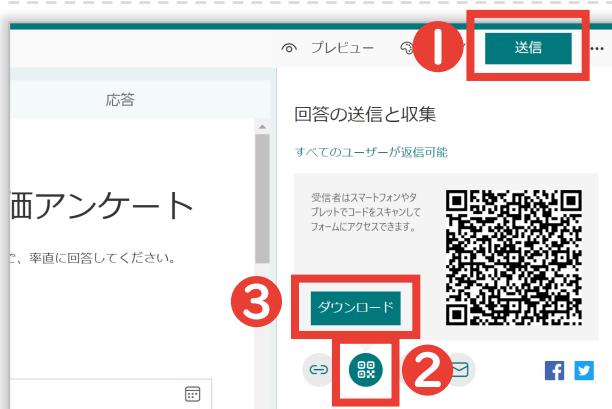 プレビュー
1
送信
...
応答
回答の送信と収集
すべてのユーザーが返信可能
受信者はスマートフォンやタ
ブレットでコードをスキャンして
フォームにアクセスできます。
価アンケート
で、率直に回答してください。
3
ダウンロード
2